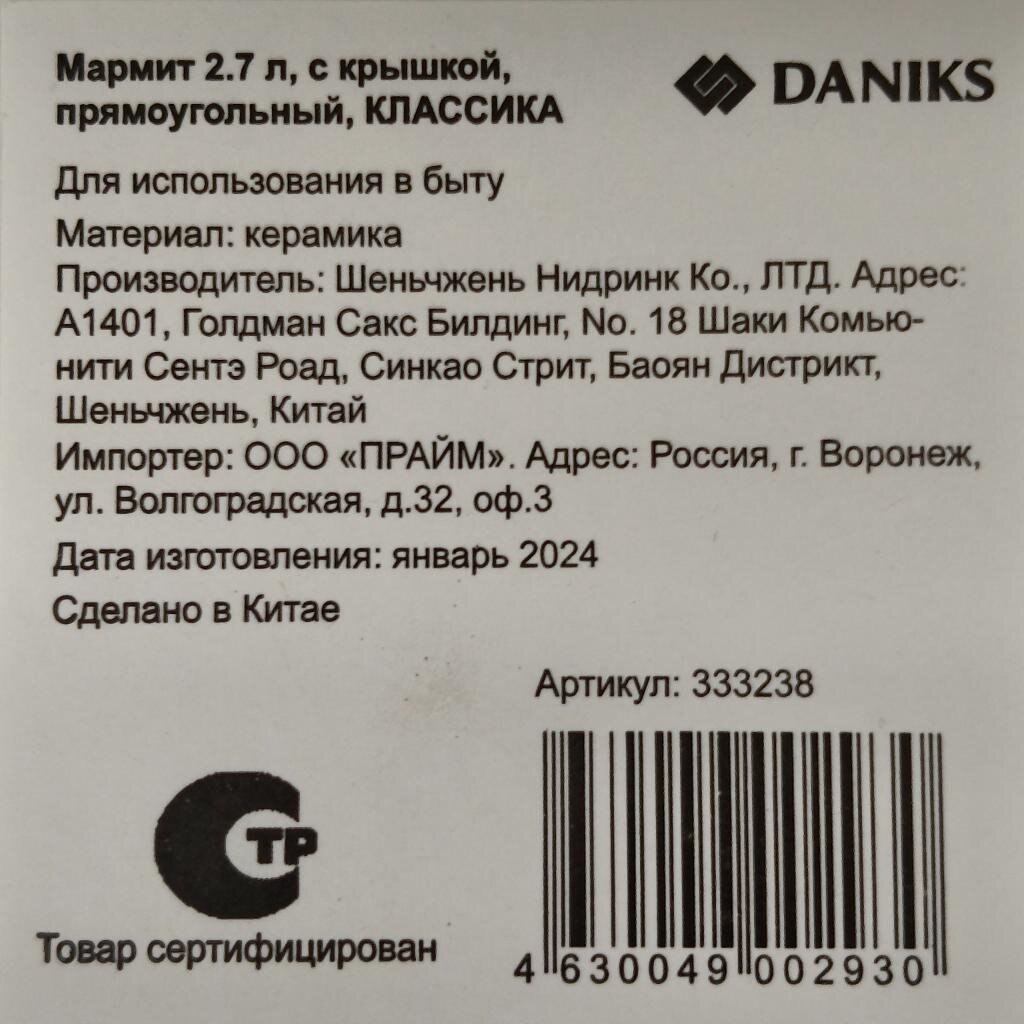 Мармит 2.7 л, с крышкой,
прямоугольный, КЛАССИКА
DANIKS
Для использования в быту
Материал: керамика
Производитель: Шеньчжень Нидринк Ко., ЛТД. Адрес:
А1401, Голдман Сакс Билдинг, No. 18 Шаки Комью-
нити Сентэ Роад, Синкао Стрит, Баоян Дистрикт,
Шеньчжень, Китай
Импортер: ООО «ПРАЙМ». Адрес: Россия, г. Воронеж,
ул. Волгоградская, д.32, оф.3
Дата изготовления: январь 2024
Сделано в Китае
Артикул: 333238
СТР
Товар сертифицирован
4 630049 002930